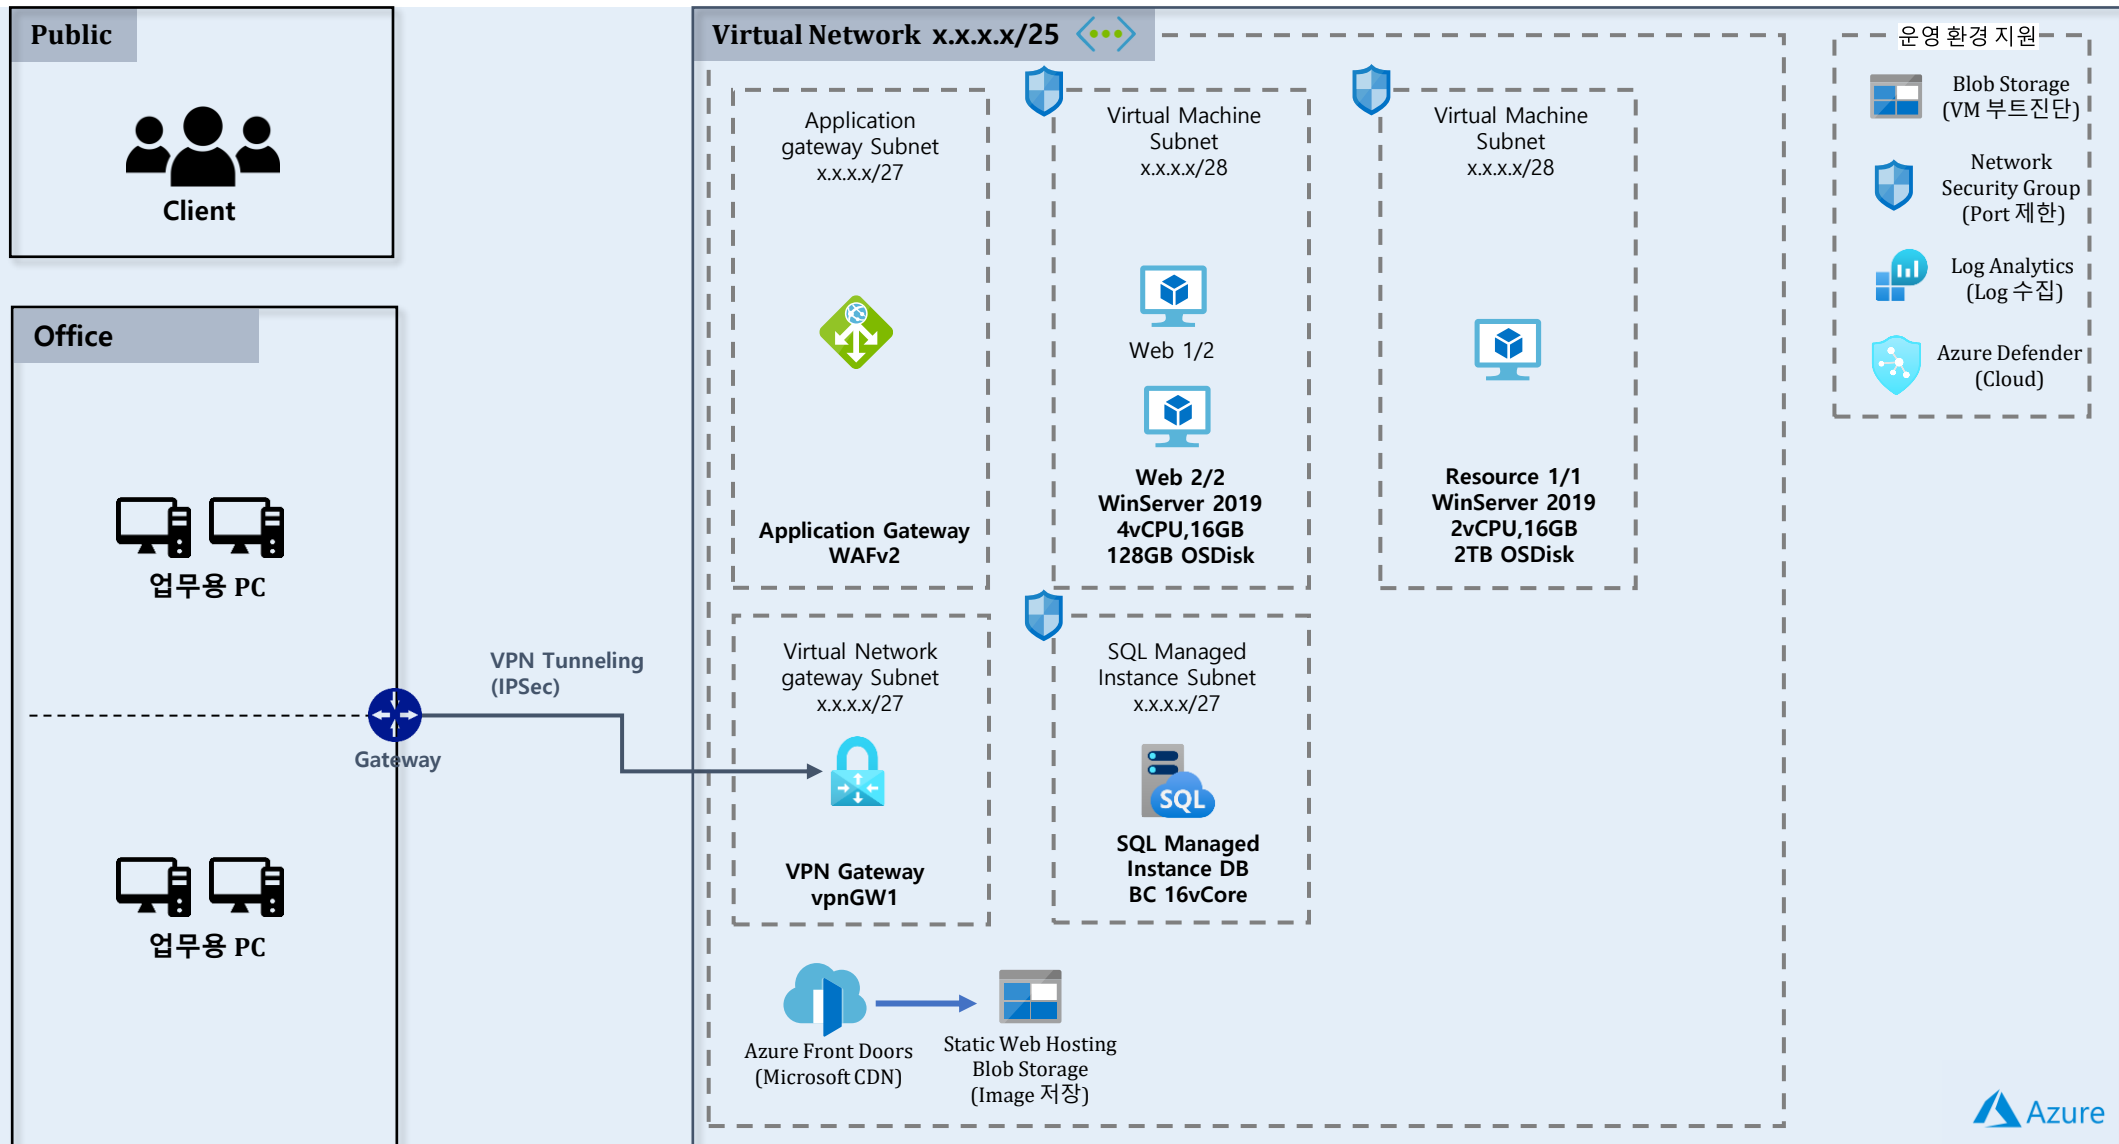 Public
Client
Office
업무용 PC
업무용 PC
Gateway
VPN Tunneling
(IPSec)
Virtual Network x.x.x.x/25
Application
gateway Subnet
x.x.x.x/27
Application Gateway
WAFv2
Virtual Machine
Subnet
x.x.x.x/28
Web 1/2
Web 2/2
WinServer 2019
4vCPU,16GB
128GB OSDisk
Virtual Machine
Subnet
x.x.x.x/28
Resource 1/1
WinServer 2019
2vCPU,16GB
2TB OSDisk
Virtual Network
gateway Subnet
x.x.x.x/27
VPN Gateway
vpnGW1
SQL Managed
Instance Subnet
x.x.x.x/27
SQL
SQL Managed
Instance DB
BC 16vCore
Azure Front Doors
(Microsoft CDN)
Static Web Hosting
Blob Storage
(Image 저장)
운영 환경 지원
Blob Storage
(VM 부트진단)
Network
Security Group
(Port 제한)
Log Analytics
(Log 수집)
Azure Defender
(Cloud)
Azure